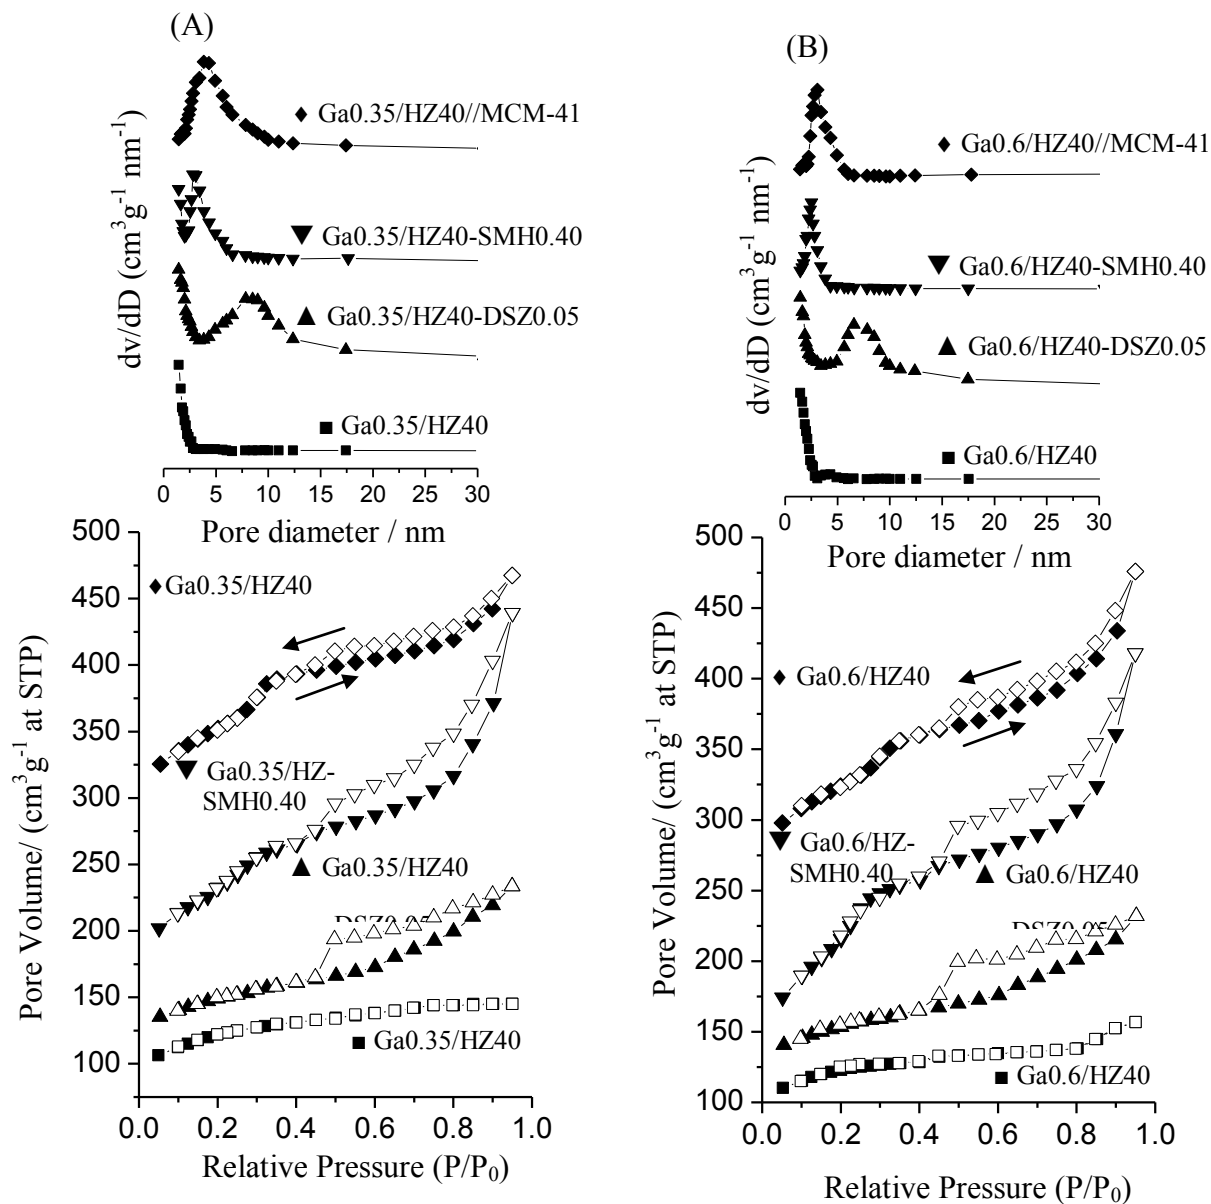 (A)
dv/dD (cm³g⁻¹ nm⁻¹)
Ga0.35/HZ40//MCM-41
Ga0.35/HZ40-SMH0.40
Ga0.35/HZ40-DSZ0.05
Ga0.35/HZ40
0 5 10 15 20 25 30
Pore diameter / nm
Pore Volume/ (cm³g⁻¹ at STP)
500
450
400
350
300
250
200
150
100
Ga0.35/HZ40
Ga0.35/HZ-
SMH0.40
Ga0.35/HZ40
DSZ0.05
Ga0.35/HZ40
0.0 0.2 0.4 0.6 0.8 1.0
Relative Pressure (P/P₀)
(B)
dv/dD (cm³g⁻¹ nm⁻¹)
Ga0.6/HZ40//MCM-41
Ga0.6/HZ40-SMH0.40
Ga0.6/HZ40-DSZ0.05
Ga0.6/HZ40
0 5 10 15 20 25 30
Pore diameter / nm
Pore Volume/ (cm³g⁻¹ at STP)
500
450
400
350
300
250
200
150
100
Ga0.6/HZ40
Ga0.6/HZ-
SMH0.40
Ga0.6/HZ40
DSZ0.05
Ga0.6/HZ40
0.0 0.2 0.4 0.6 0.8 1.0
Relative Pressure (P/P₀)